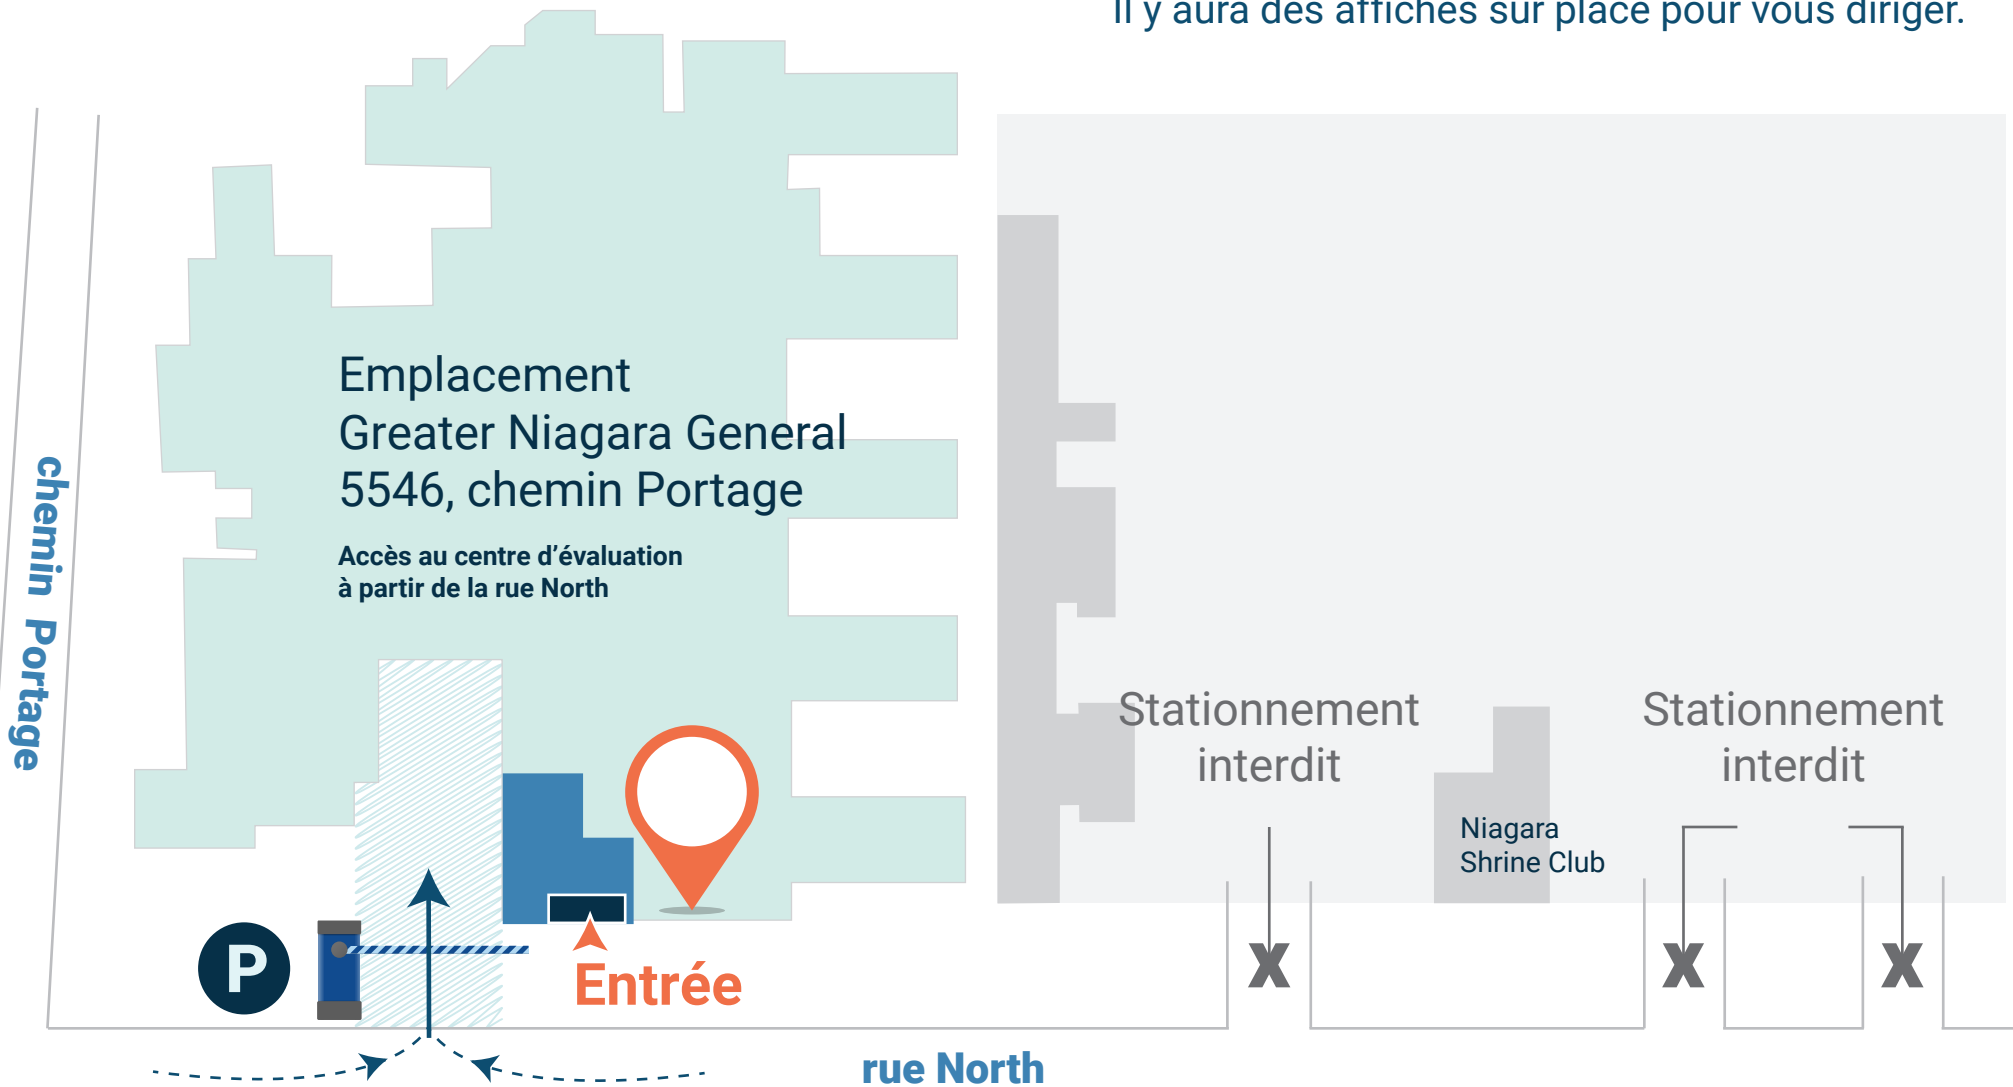 Il y aura des affiches sur place pour vous diriger.
Emplacement
Greater Niagara General
5546, chemin Portage
Accès au centre d'évaluation
à partir de la rue North
chemin Portage
Stationnement
interdit
Stationnement
interdit
Niagara
Shrine Club
P
Entrée
X
X
X
rue North